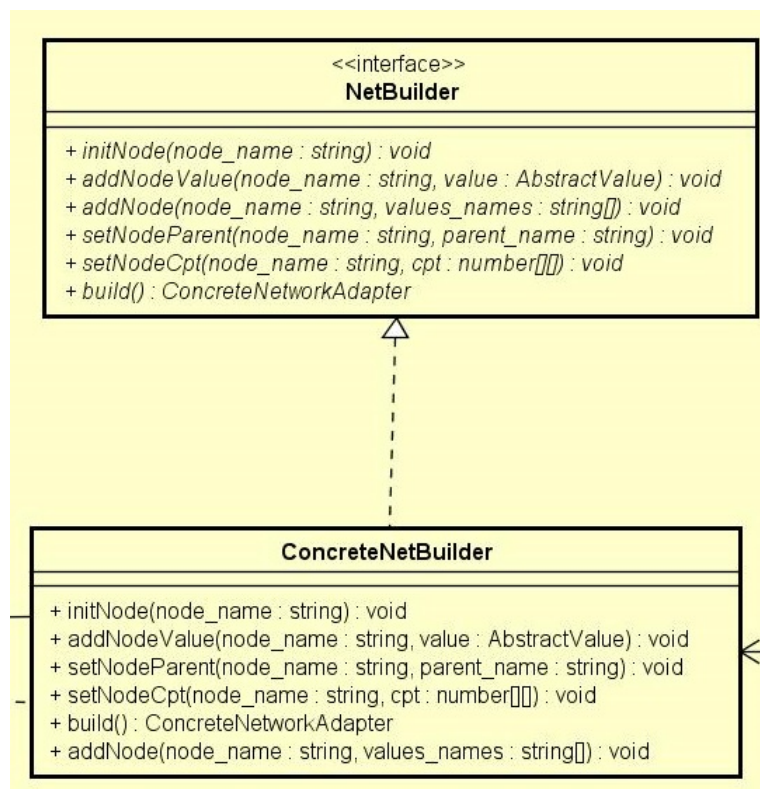 <<interface>>
NetBuilder
+ initNode(node_name : string) : void
+ addNodeValue(node_name : string, value : AbstractValue) : void
+ addNode(node_name : string, values_names : string[]) : void
+ setNodeParent(node_name : string, parent_name : string) : void
+ setNodeCpt(node_name : string, cpt : number[][]) : void
+ build() : ConcreteNetworkAdapter
ConcreteNetBuilder
+ initNode(node_name : string) : void
+ addNodeValue(node_name : string, value : AbstractValue) : void
+ setNodeParent(node_name : string, parent_name : string) : void
+ setNodeCpt(node_name : string, cpt : number[][]) : void
+ build() : ConcreteNetworkAdapter
+ addNode(node_name : string, values_names : string[]) : void